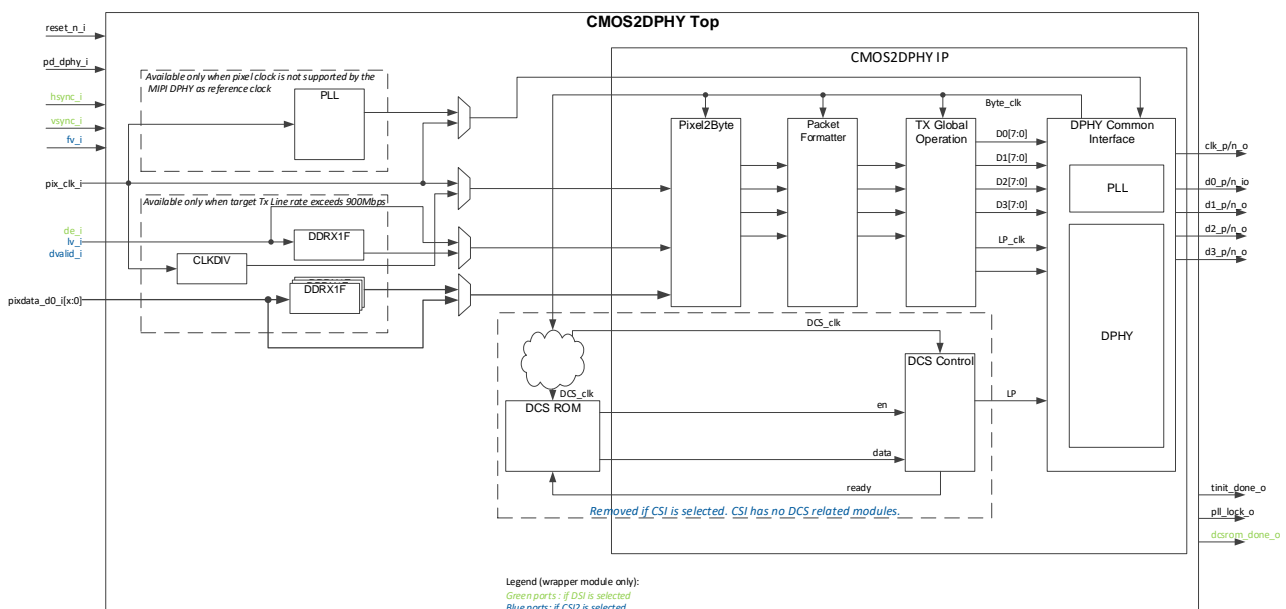 CMOS2DPHY Top
reset_n_i
CMOS2DPHY IP
pd_dphy_i
Available only when pixel clock is not supported by the
MIPI DPHY as reference clock
PLL
hsync_i
vsync_i
fv_i
Byte_clk
Pixel2Byte
Packet
Formatter
TX Global
Operation
D0[7:0]
D1[7:0]
D2[7:0]
D3[7:0]
LP_clk
DPHY Common
Interface
PLL
DPHY
clk_p/n_o
d0_p/n_io
d1_p/n_o
d2_p/n_o
d3_p/n_o
pix_clk_i
Available only when target Tx Line rate exceeds 900Mbps
de_i
lv_i
dvalid_i
DDRX1F
CLKDIV
DDRX1F
pixdata_d0_i[x:0]
DCS_clk
DCS Control
DCS_clk
DCS ROM
en
LP
data
ready
Removed if CSI is selected. CSI has no DCS related modules.
tinit_done_o
pll_lock_o
dcsrom_done_o
Legend (wrapper module only):
Green ports : if DSI is selected
Blue ports: if CSI2 is selected